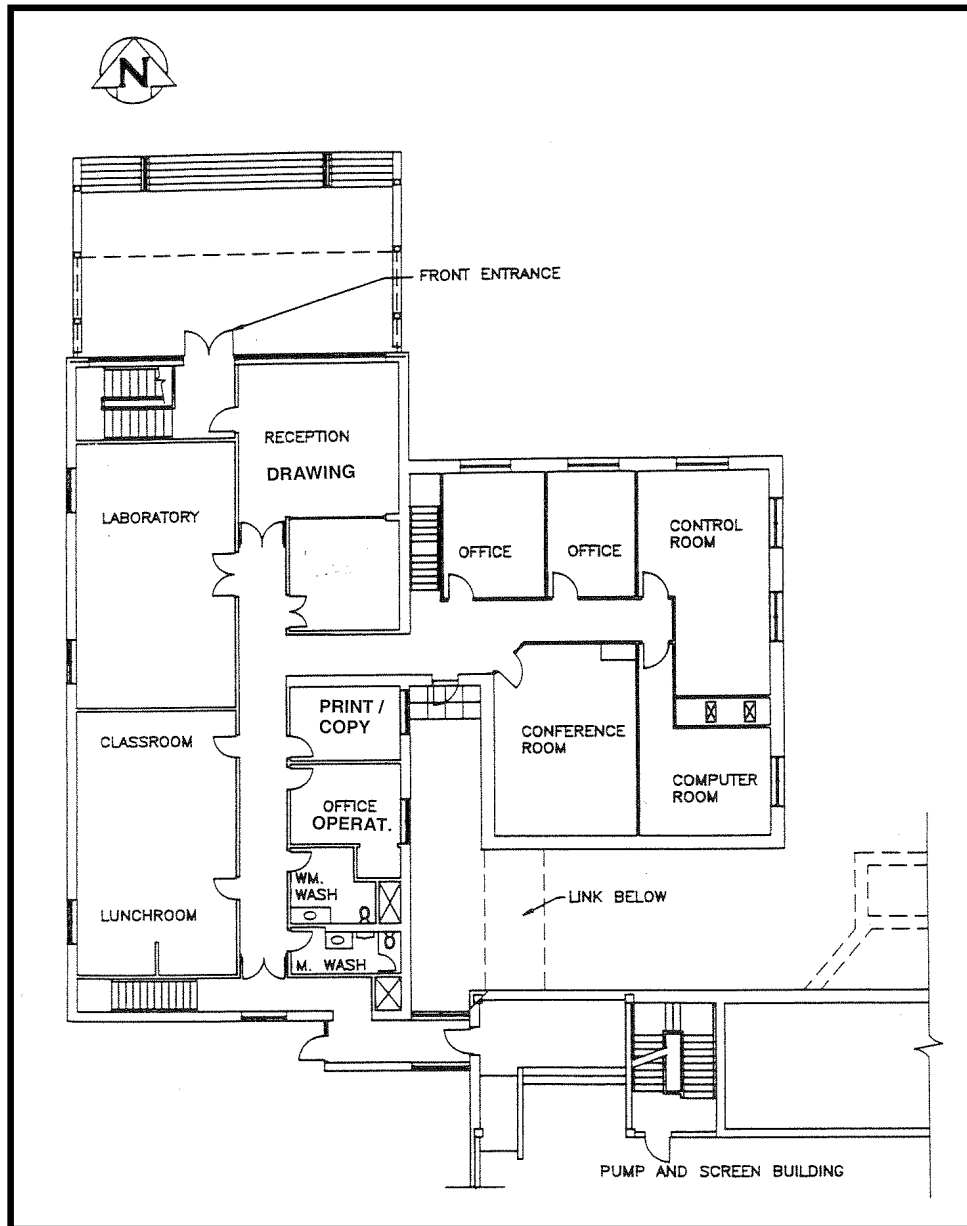 N
FRONT ENTRANCE
RECEPTION
DRAWING
LABORATORY
OFFICE
OFFICE
CONTROL
ROOM
PRINT /
COPY
CLASSROOM
CONFERENCE
ROOM
COMPUTER
ROOM
OFFICE
OPERAT.
WM.
WASH
LINK BELOW
LUNCHROOM
M. WASH
PUMP AND SCREEN BUILDING